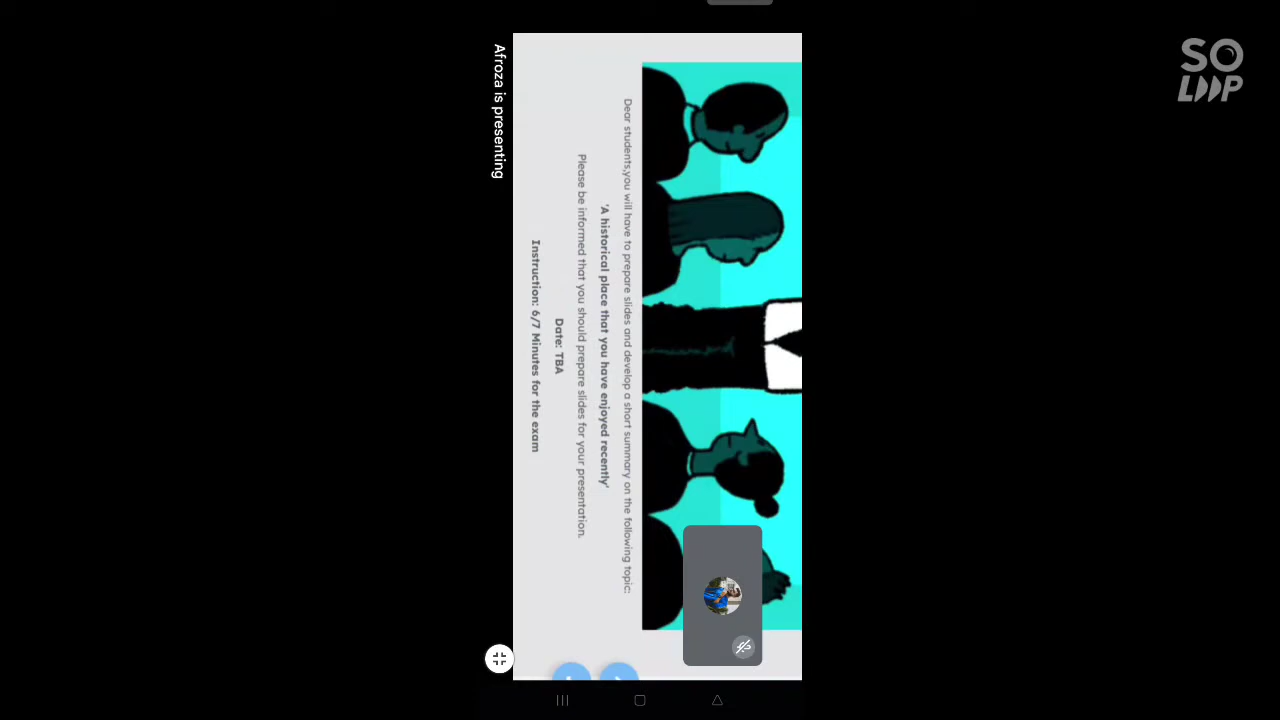 Afroza is presenting
Dear students,you will have to prepare slides and develop a short summary on the following topic:
'A historical place that you have enjoyed recently'
Please be informed that you should prepare slides for your presentation.
Date: TBA
Instruction: 6/7 Minutes for the exam
SO
LOOP